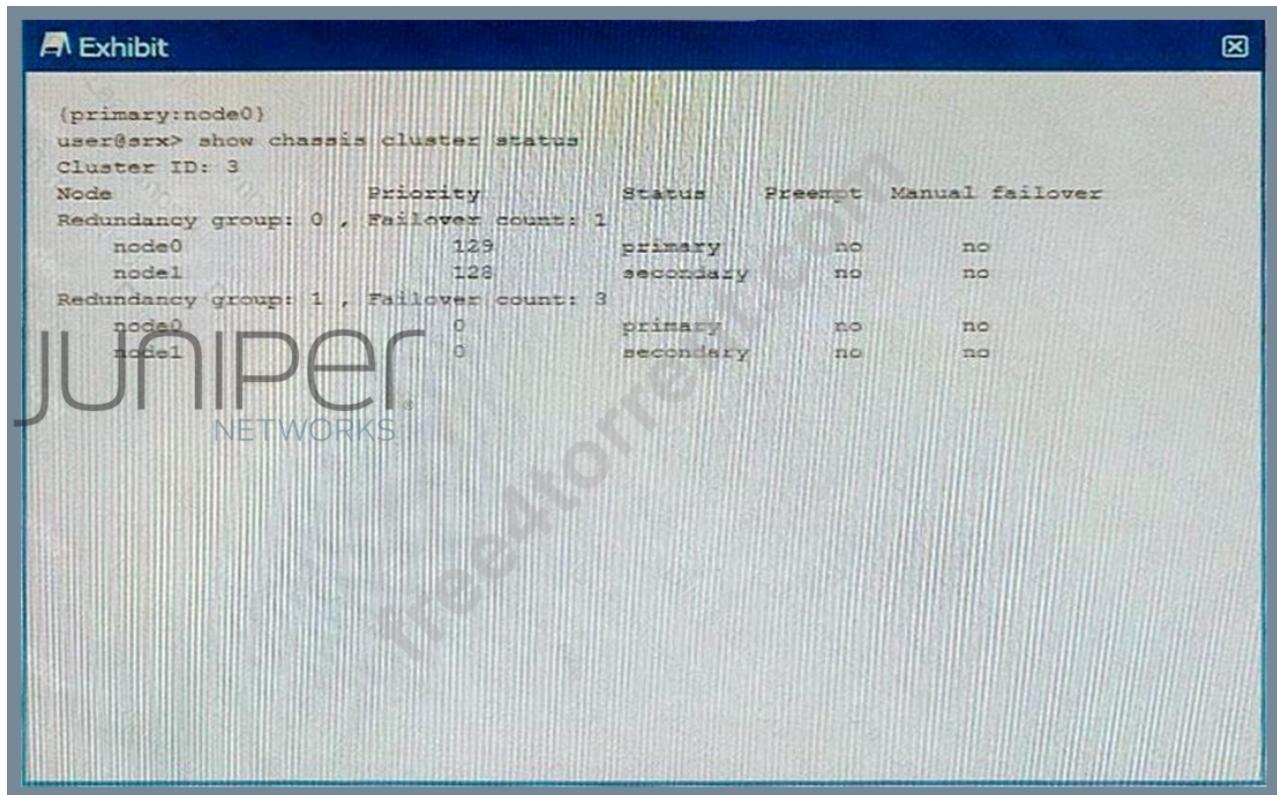 Exhibit
{primary:node0}
user@srx> show chassis cluster status
Cluster ID: 3
Node Priority Status Preempt Manual failover
Redundancy group: 0 , Failover count: 1
node0 129 primary no no
node1 128 secondary no no
Redundancy group: 1 , Failover count: 3
node0 0 primary no no
node1 0 secondary no no
JUNIPEr
NETWORKS
free4torrent.com